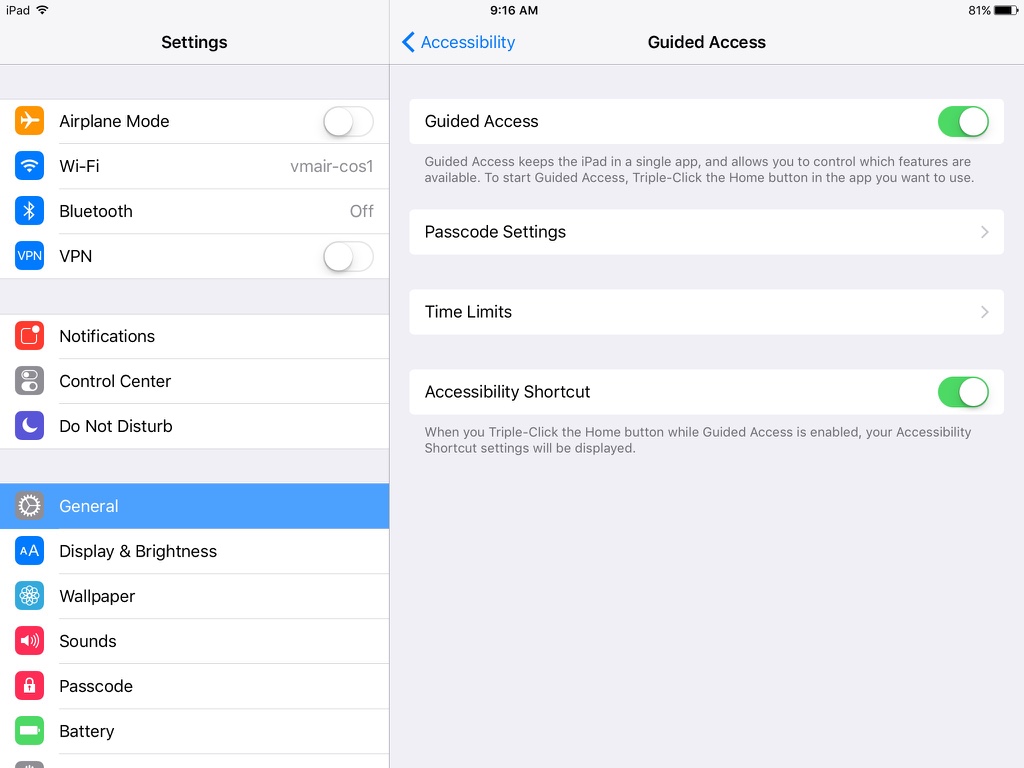 iPad 9:16 AM 81%
Settings
Airplane Mode
Wi-Fi vmair-cos1
Bluetooth Off
VPN VPN
Notifications
Control Center
Do Not Disturb
General
AA Display & Brightness
Wallpaper
Sounds
Passcode
Battery
Accessibility Guided Access
Guided Access
Guided Access keeps the iPad in a single app, and allows you to control which features are
available. To start Guided Access, Triple-Click the Home button in the app you want to use.
Passcode Settings
Time Limits
Accessibility Shortcut
When you Triple-Click the Home button while Guided Access is enabled, your Accessibility
Shortcut settings will be displayed.